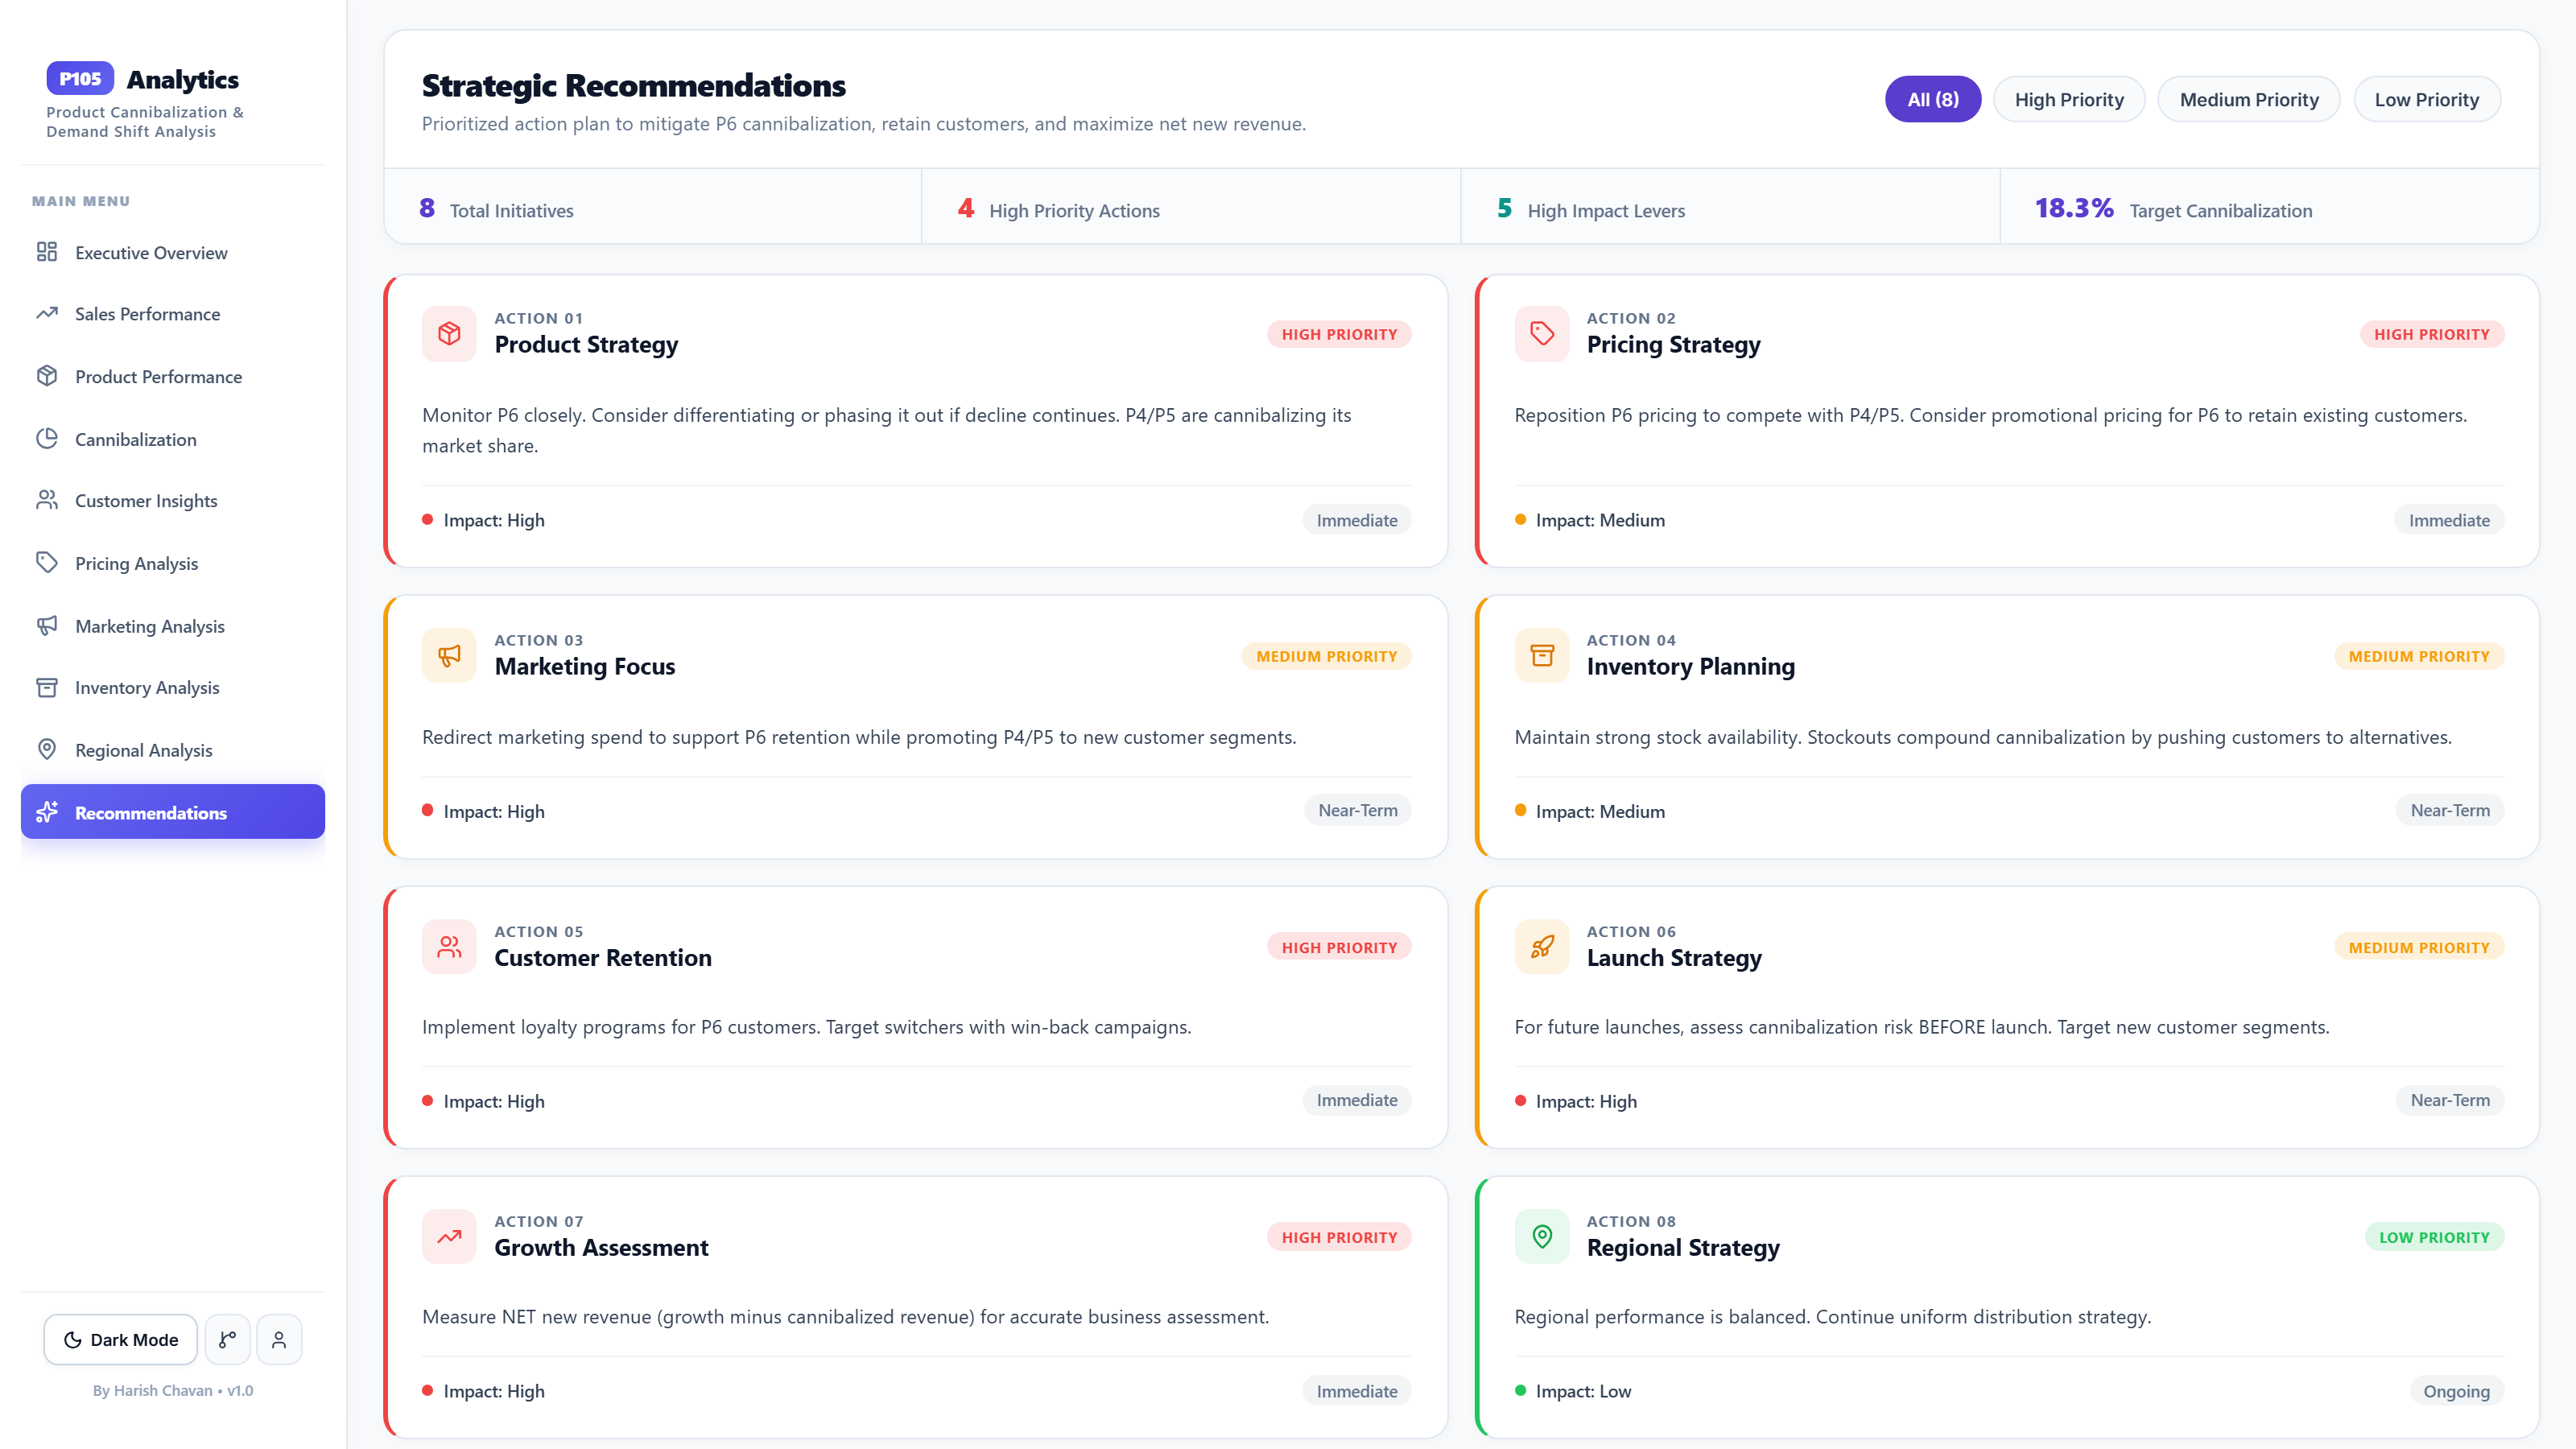 P105 Analytics
Product Cannibalization &
Demand Shift Analysis
MAIN MENU
Executive Overview
Sales Performance
Product Performance
Cannibalization
Customer Insights
Pricing Analysis
Marketing Analysis
Inventory Analysis
Regional Analysis
Recommendations
Dark Mode
By Harish Chavan • v1.0
Strategic Recommendations
Prioritized action plan to mitigate P6 cannibalization, retain customers, and maximize net new revenue.
All (8)
High Priority
Medium Priority
Low Priority
8 Total Initiatives
4 High Priority Actions
5 High Impact Levers
18.3% Target Cannibalization
ACTION 01
Product Strategy
HIGH PRIORITY
Monitor P6 closely. Consider differentiating or phasing it out if decline continues. P4/P5 are cannibalizing its
market share.
Impact: High
Immediate
ACTION 02
Pricing Strategy
HIGH PRIORITY
Reposition P6 pricing to compete with P4/P5. Consider promotional pricing for P6 to retain existing customers.
Impact: Medium
Immediate
ACTION 03
Marketing Focus
MEDIUM PRIORITY
Redirect marketing spend to support P6 retention while promoting P4/P5 to new customer segments.
Impact: High
Near-Term
ACTION 04
Inventory Planning
MEDIUM PRIORITY
Maintain strong stock availability. Stockouts compound cannibalization by pushing customers to alternatives.
Impact: Medium
Near-Term
ACTION 05
Customer Retention
HIGH PRIORITY
Implement loyalty programs for P6 customers. Target switchers with win-back campaigns.
Impact: High
Immediate
ACTION 06
Launch Strategy
MEDIUM PRIORITY
For future launches, assess cannibalization risk BEFORE launch. Target new customer segments.
Impact: High
Near-Term
ACTION 07
Growth Assessment
HIGH PRIORITY
Measure NET new revenue (growth minus cannibalized revenue) for accurate business assessment.
Impact: High
Immediate
ACTION 08
Regional Strategy
LOW PRIORITY
Regional performance is balanced. Continue uniform distribution strategy.
Impact: Low
Ongoing